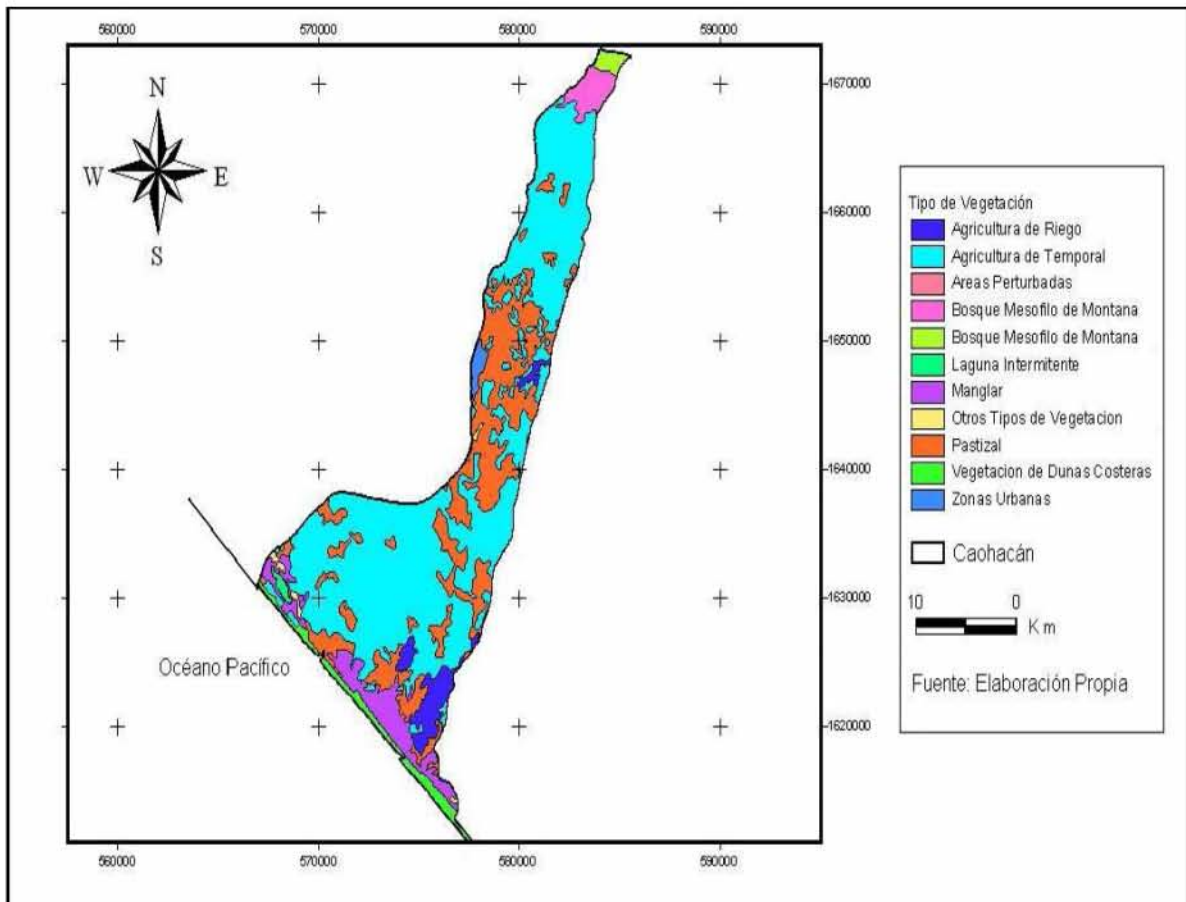 560000 570000 580000 590000
N
W E
S
1670000
1660000
1650000
1640000
1630000
1620000
Océano Pacífico
560000 570000 580000 590000
Tipo de Vegetación
Agricultura de Riego
Agricultura de Temporal
Areas Perturbadas
Bosque Mesofilo de Montana
Bosque Mesofilo de Montana
Laguna Intermitente
Manglar
Otros Tipos de Vegetacion
Pastizal
Vegetacion de Dunas Costeras
Zonas Urbanas
Caohacán
10 0
Km
Fuente: Elaboración Propia